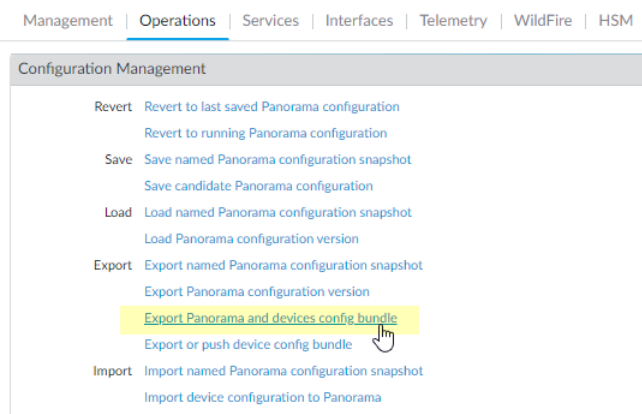 Management | Operations | Services | Interfaces | Telemetry | WildFire | HSM
Configuration Management
Revert Revert to last saved Panorama configuration
Revert to running Panorama configuration
Save Save named Panorama configuration snapshot
Save candidate Panorama configuration
Load Load named Panorama configuration snapshot
Load Panorama configuration version
Export Export named Panorama configuration snapshot
Export Panorama configuration version
Export Panorama and devices config bundle
Export or push device config bundle
Import Import named Panorama configuration snapshot
Import device configuration to Panorama